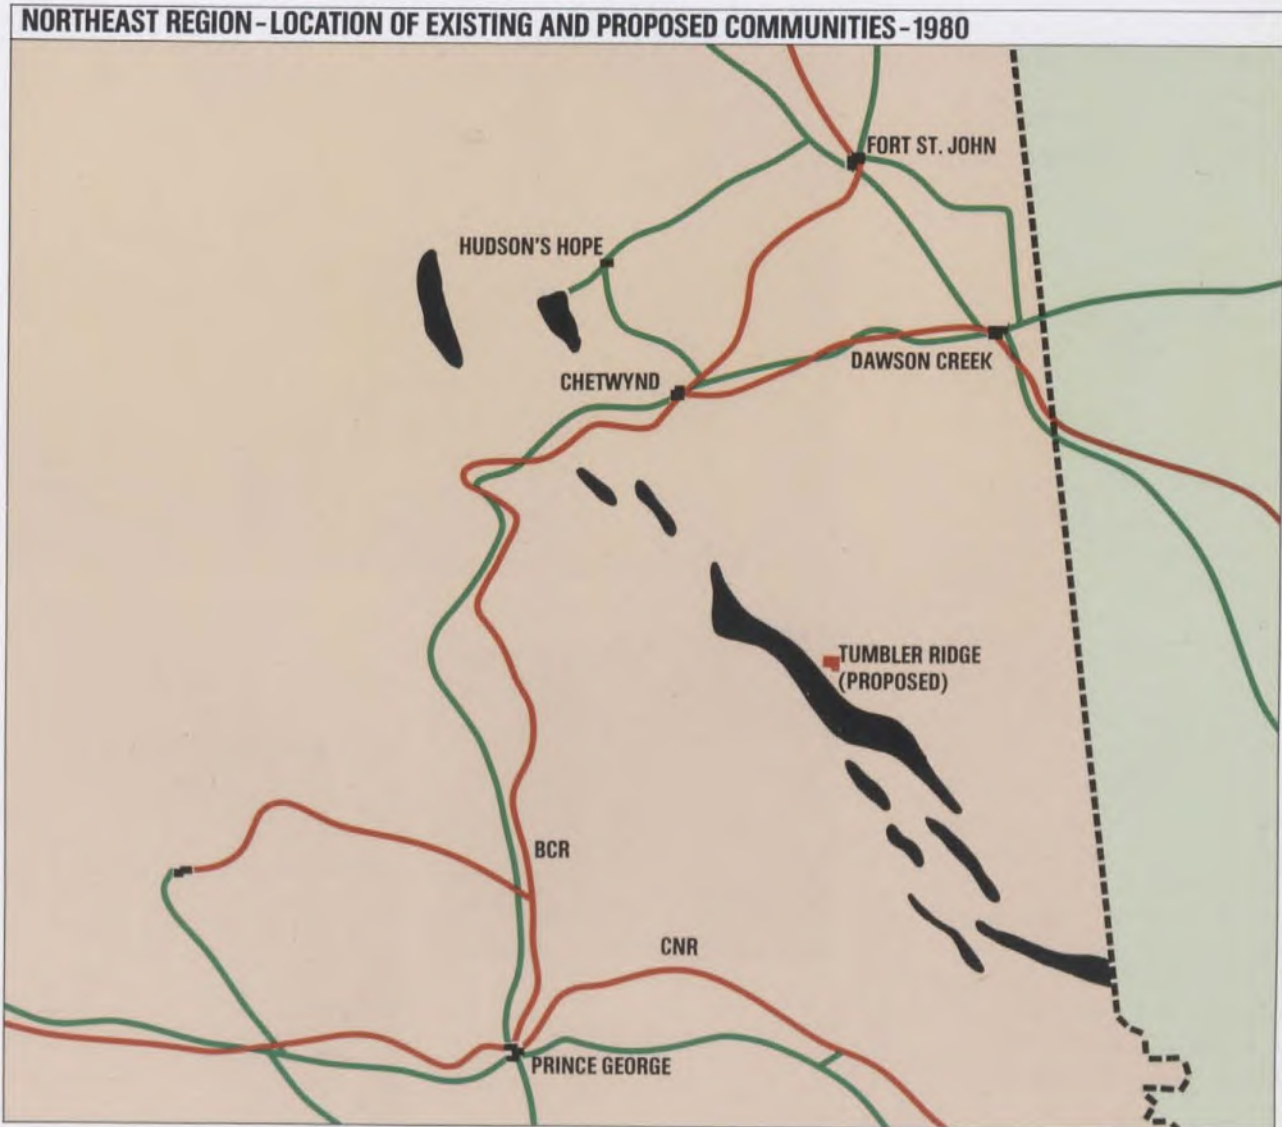 NORTHEAST REGION-LOCATION OF EXISTING AND PROPOSED COMMUNITIES-1980
FORT ST. JOHN
HUDSON'S HOPE
DAWSON CREEK
CHETWYND
TUMBLER RIDGE
(PROPOSED)
BCR
CNR
PRINCE GEORGE